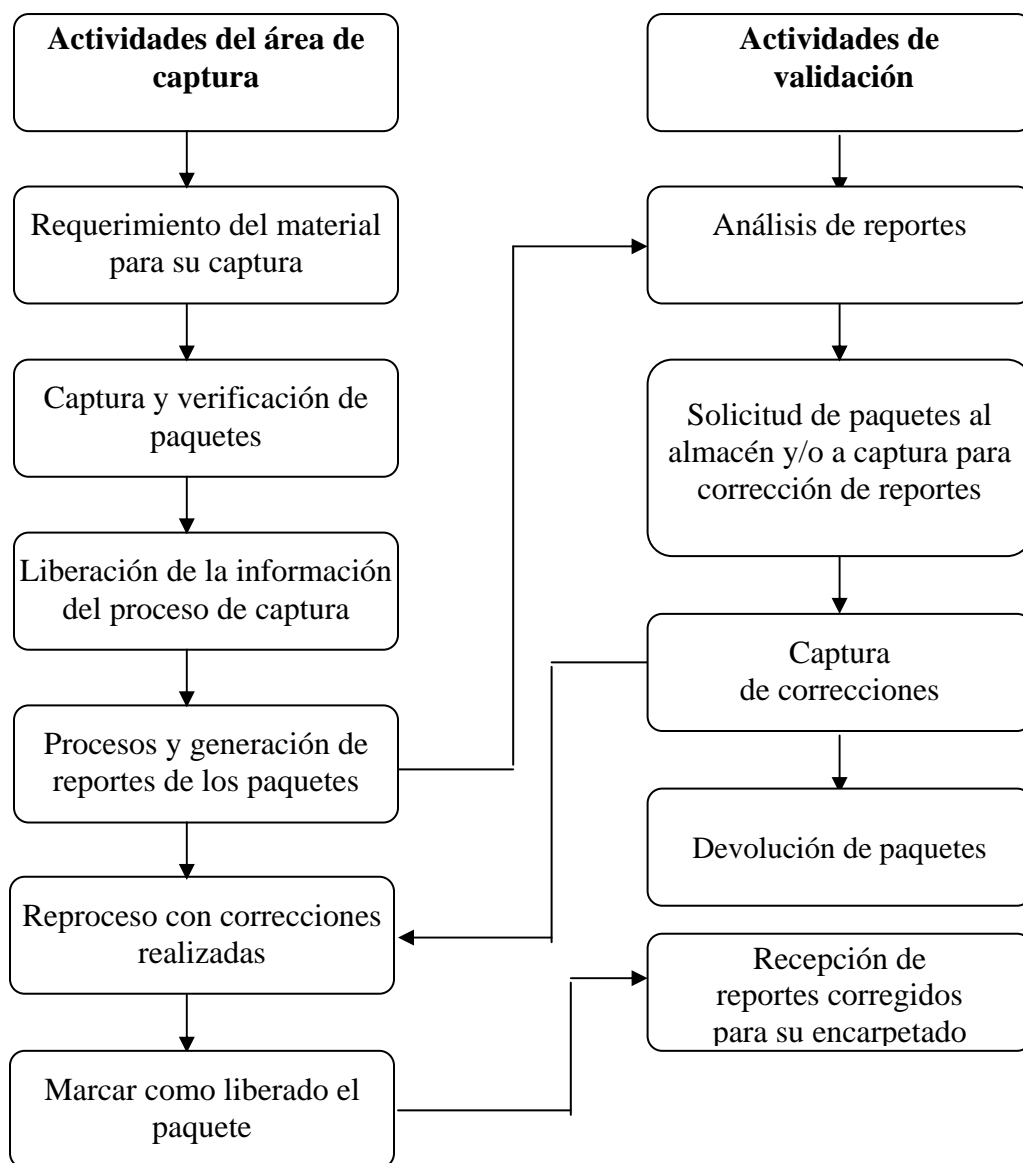 Actividades del área de
captura
Requerimiento del material
para su captura
Captura y verificación de
paquetes
Liberación de la información
del proceso de captura
Procesos y generación de
reportes de los paquetes
Reproceso con correcciones
realizadas
Marcar como liberado el
paquete
Actividades de
validación
Análisis de reportes
Solicitud de paquetes al
almacén y/o a captura para
corrección de reportes
Captura
de correcciones
Devolución de paquetes
Recepción de
reportes corregidos
para su encarpetado